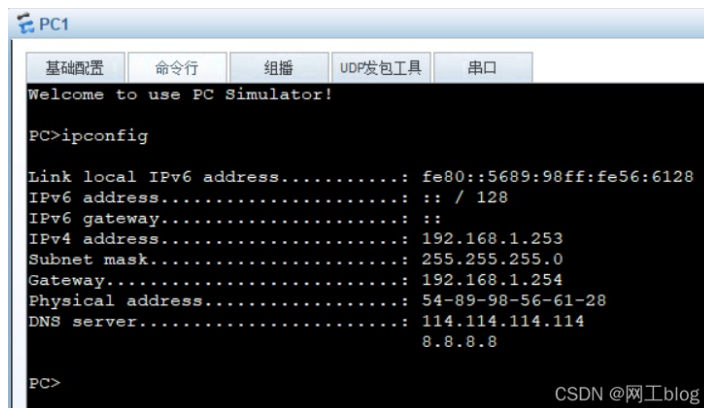 PC1
基础配置 命令行 组播 UDP发包工具 串口
Welcome to use PC Simulator!
PC>ipconfig
Link local IPv6 address...........: fe80::5689:98ff:fe56:6128
IPv6 address......................: :: / 128
IPv6 gateway......................: ::
IPv4 address......................: 192.168.1.253
Subnet mask.......................: 255.255.255.0
Gateway...........................: 192.168.1.254
Physical address..................: 54-89-98-56-61-28
DNS server........................: 114.114.114.114
8.8.8.8
PC>
CSDN @网工blog